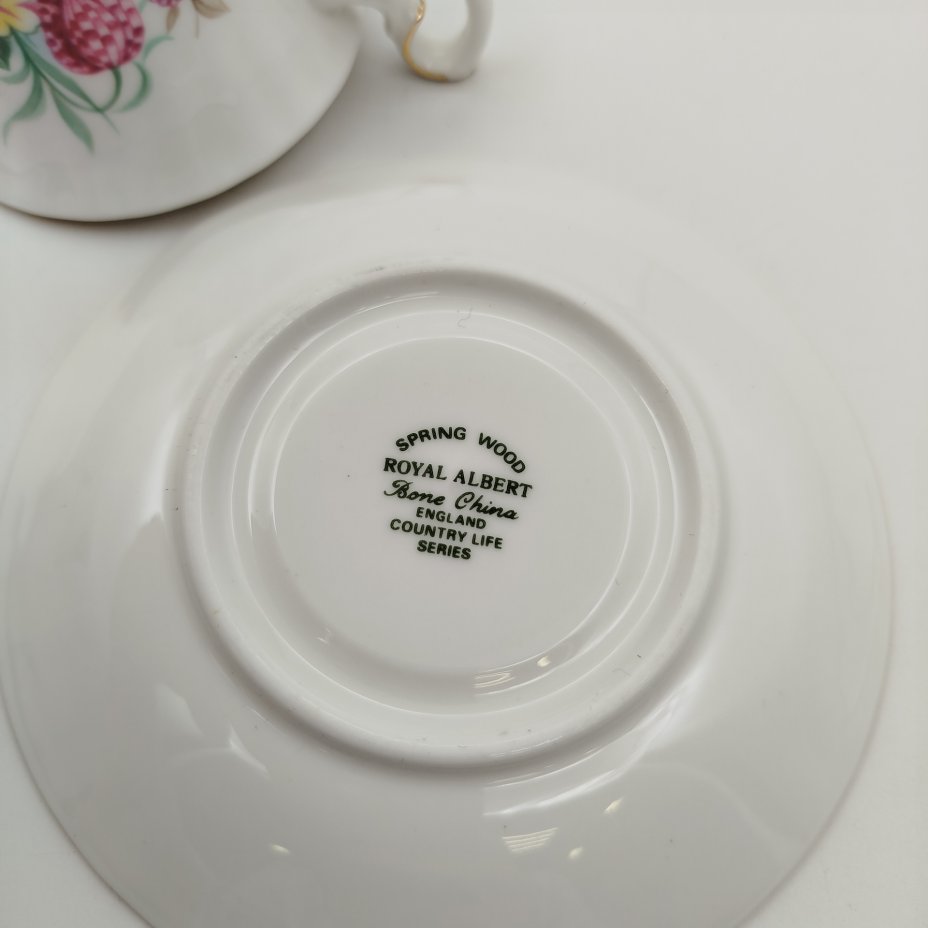 SPRING WOOD
ROYAL ALBERT
Bone China
ENGLAND
COUNTRY LIFE
SERIES